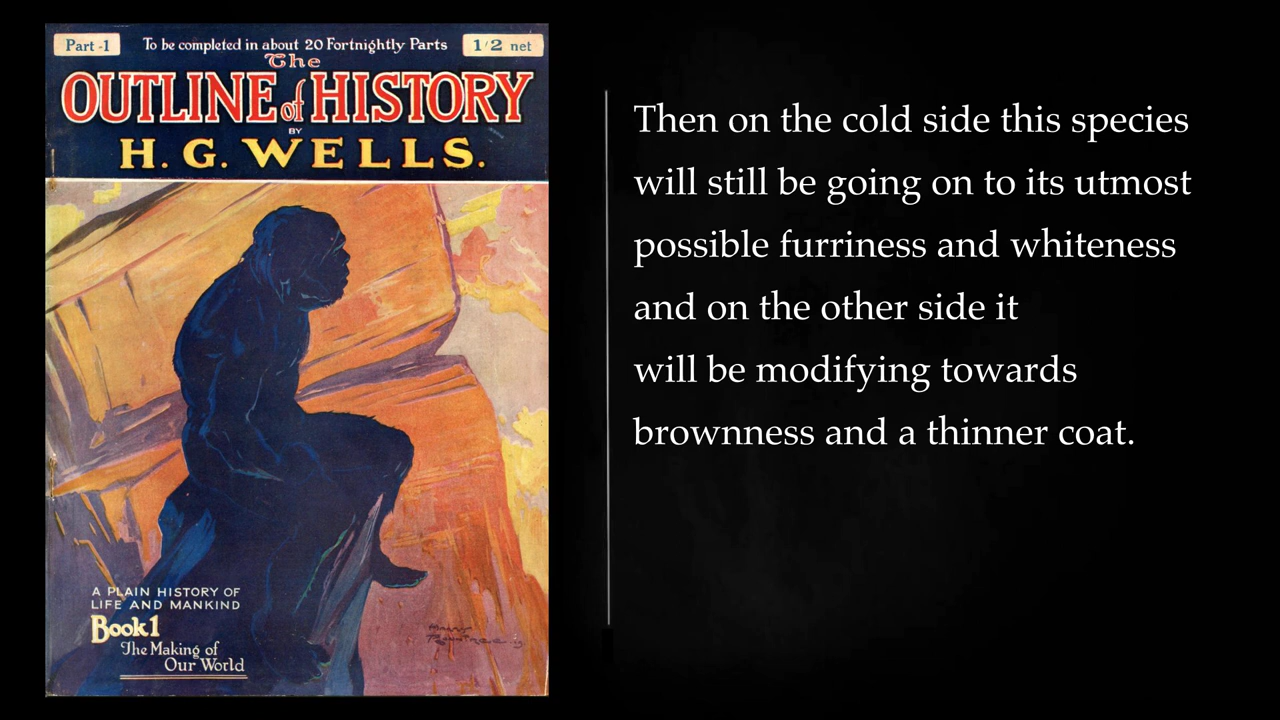 Part -1
To be completed in about 20 Fortnightly Parts
1/2 net
The
OUTLINE of HISTORY
BY
H. G. WELLS.
A PLAIN HISTORY OF
LIFE AND MANKIND
Book 1
The Making of
Our World
Then on the cold side this species
will still be going on to its utmost
possible furriness and whiteness
and on the other side it
will be modifying towards
brownness and a thinner coat.